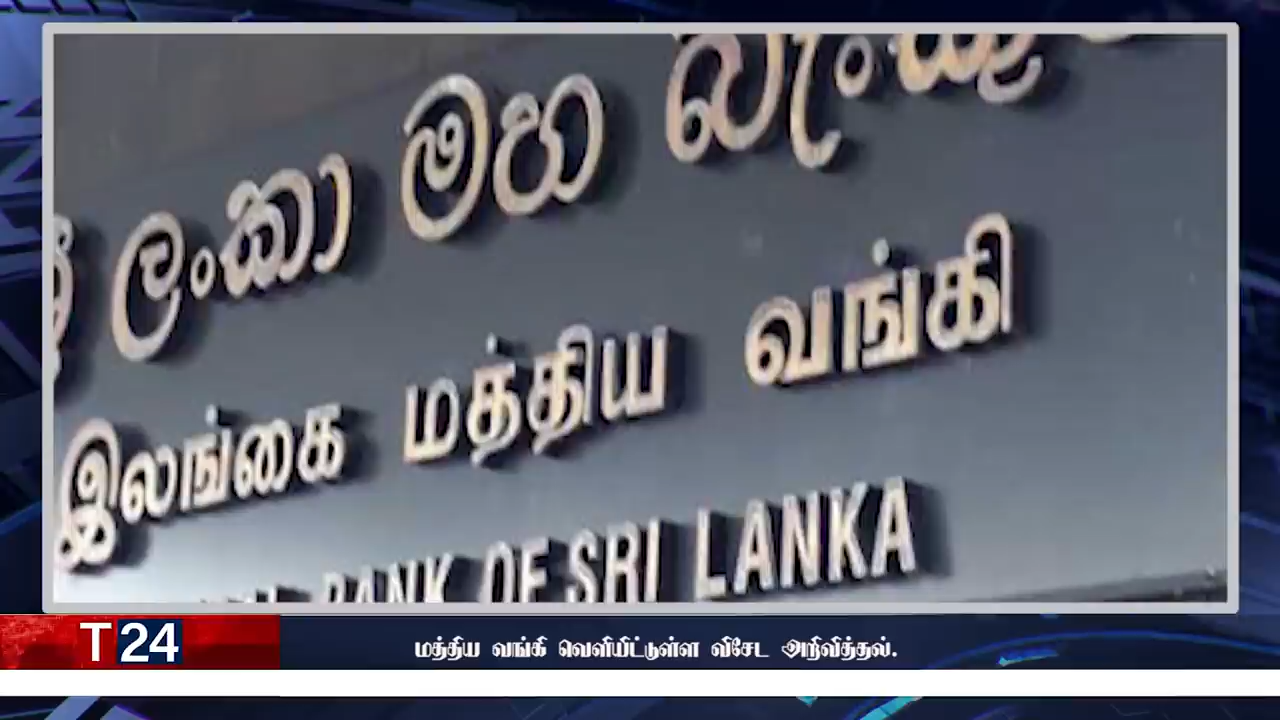 ශ්‍රී ලංකා මහ බැංකුව
இலங்கை மத்திய வங்கி
BANK OF SRI LANKA
T24
மத்திய வங்கி வெளியிட்டுள்ள விசேட அறிவித்தல்.